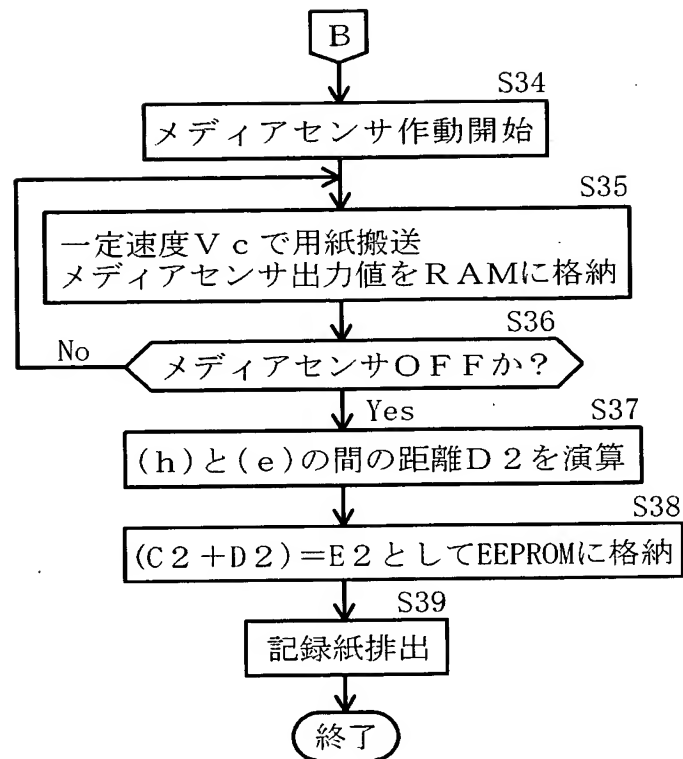 B
S34
メディアセンサ作動開始
S35
一定速度Ｖｃで用紙搬送
メディアセンサ出力値をＲＡＭに格納
S36
メディアセンサＯＦＦか？
No
Yes
S37
(ｈ)と(ｅ)の間の距離Ｄ２を演算
S38
(Ｃ２＋Ｄ２)＝Ｅ２としてEEPROMに格納
S39
記録紙排出
終了